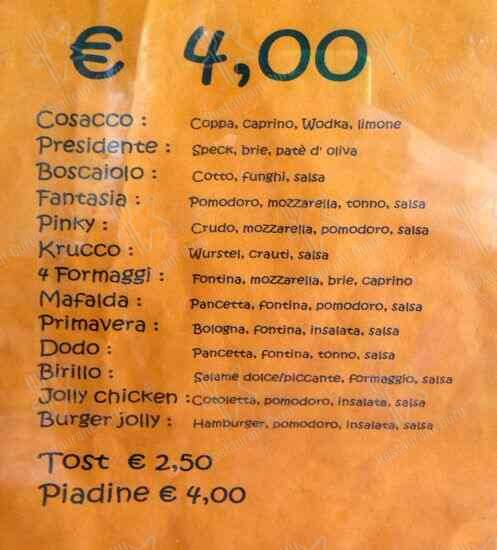 € 4,00
Cosacco : Coppa, caprino, Wodka, limone
Presidente : Speck, brie, patè d' oliva
Boscaiolo : Cotto, funghi, salsa
Fantasia : Pomodoro, mozzarella, tonno, salsa
Pinky : Crudo, mozzarella, pomodoro, salsa
Krucco : Wurstel, crauti, salsa
4 Formaggi : Fontina, mozzarella, brie, caprino
Mafalda : Pancetta, fontina, pomodoro, salsa
Primavera : Bologna, fontina, insalata, salsa
Dodo : Pancetta, fontina, tonno, salsa
Birillo : Salame dolce/piccante, formaggio, salsa
Jolly chicken : Cotoletta, pomodoro, insalata, salsa
Burger jolly : Hamburger, pomodoro, insalata, salsa
Tost € 2,50
Piadine € 4,00